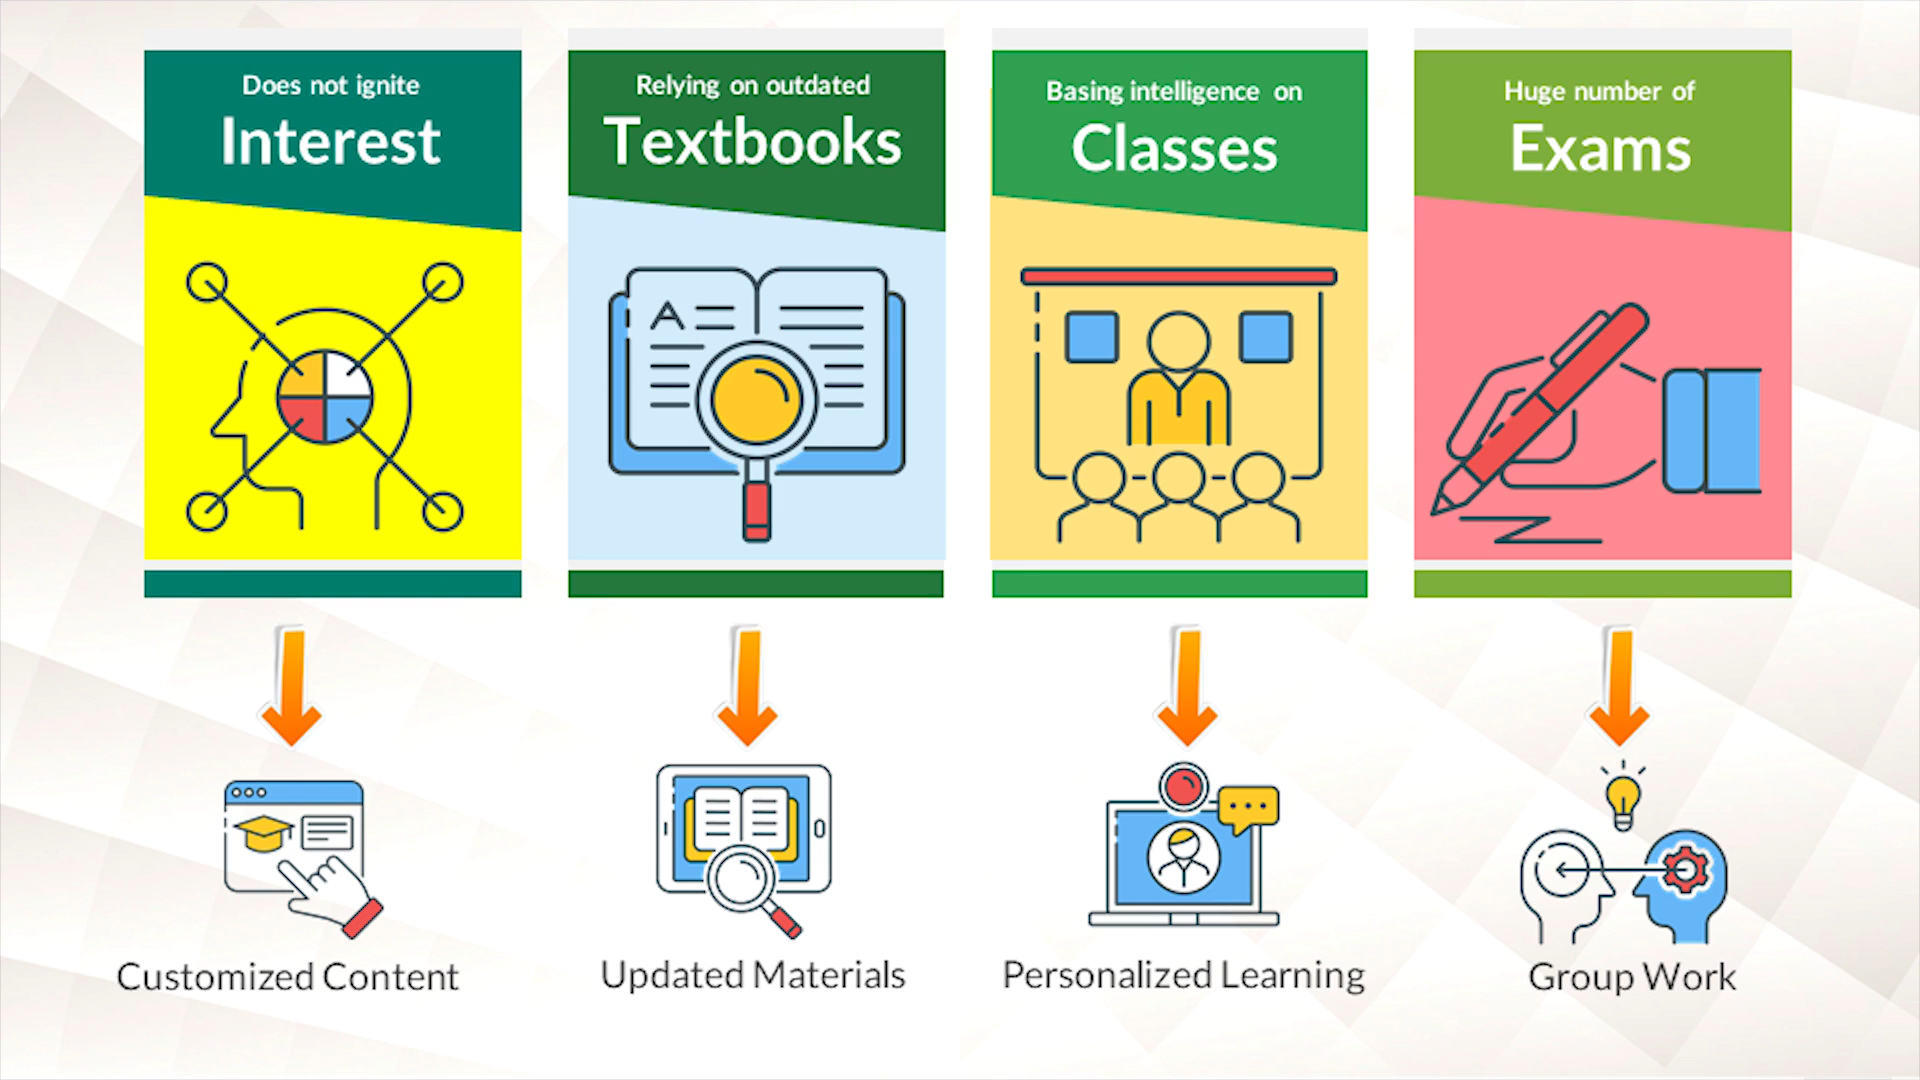 Does not ignite
Interest
Relying on outdated
Textbooks
Basing intelligence on
Classes
Huge number of
Exams
A
Customized Content
Updated Materials
Personalized Learning
Group Work